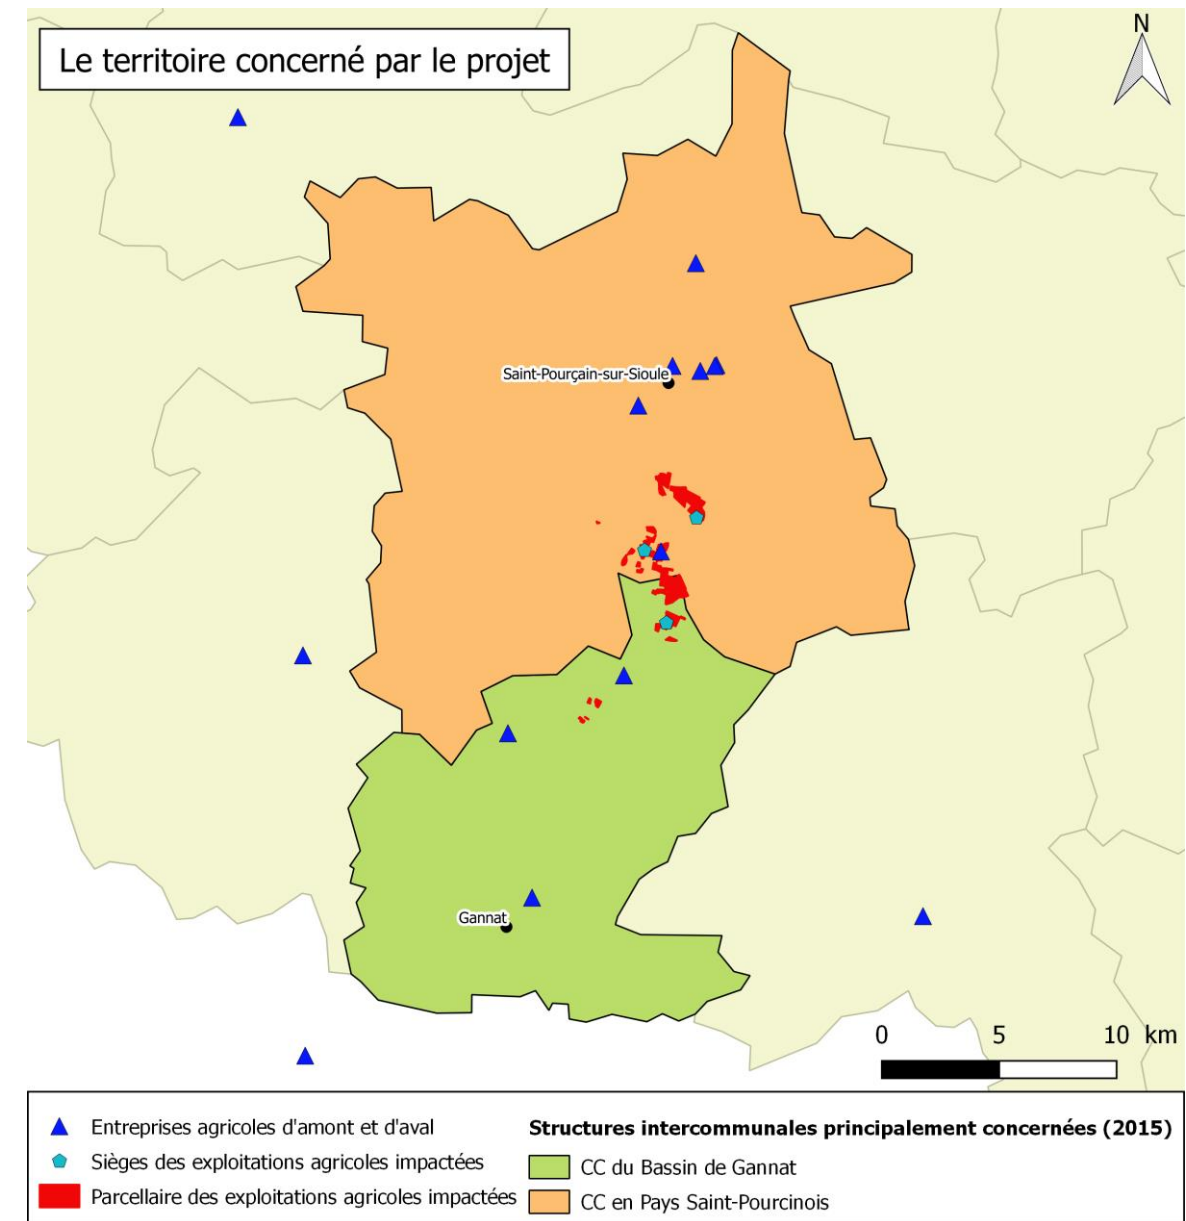 Le territoire concerné par le projet
N
Saint-Pourçain-sur-Sioule
Gannat
0 5 10 km
Entreprises agricoles d'amont et d'aval
Sièges des exploitations agricoles impactées
Parcellaire des exploitations agricoles impactées
Structures intercommunales principalement concernées (2015)
CC du Bassin de Gannat
CC en Pays Saint-Pourcinois